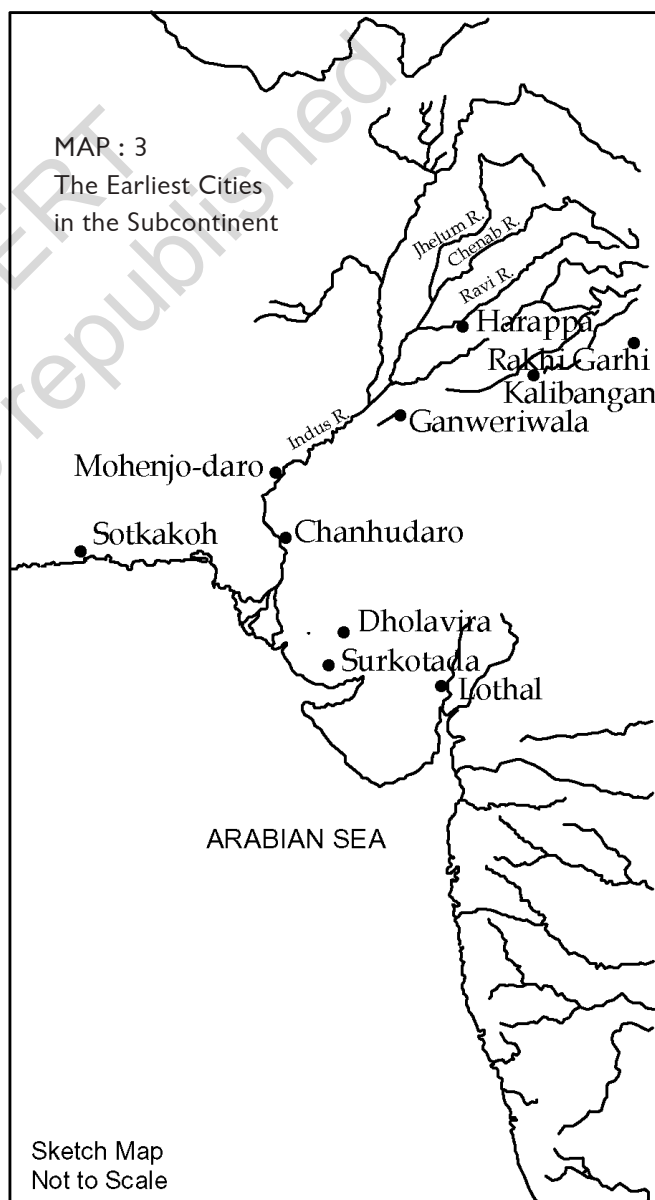 MAP : 3
The Earliest Cities
in the Subcontinent
Jhelum R.
Chenab R.
Ravi R.
Harappa
Rakhi Garhi
Kalibangan
Ganweriwala
Indus R.
Mohenjo-daro
Sotkakoh
Chanhudaro
Dholavira
Surkotada
Lothal
ARABIAN SEA
Sketch Map
Not to Scale
republished